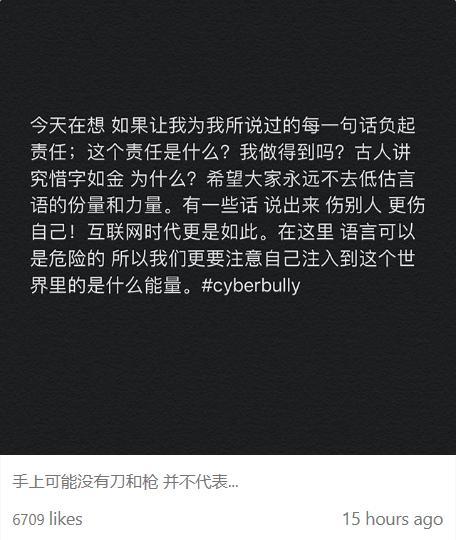 今天在想 如果让我为我所说过的每一句话负起
责任；这个责任是什么？我做得到吗？古人讲
究惜字如金 为什么？希望大家永远不去低估言
语的份量和力量。有一些话 说出来 伤别人 更伤
自己！互联网时代更是如此。在这里 语言可以
是危险的 所以我们更要注意自己注入到这个世
界里的是什么能量。#cyberbully
手上可能没有刀和枪 并不代表...
6709 likes
15 hours ago